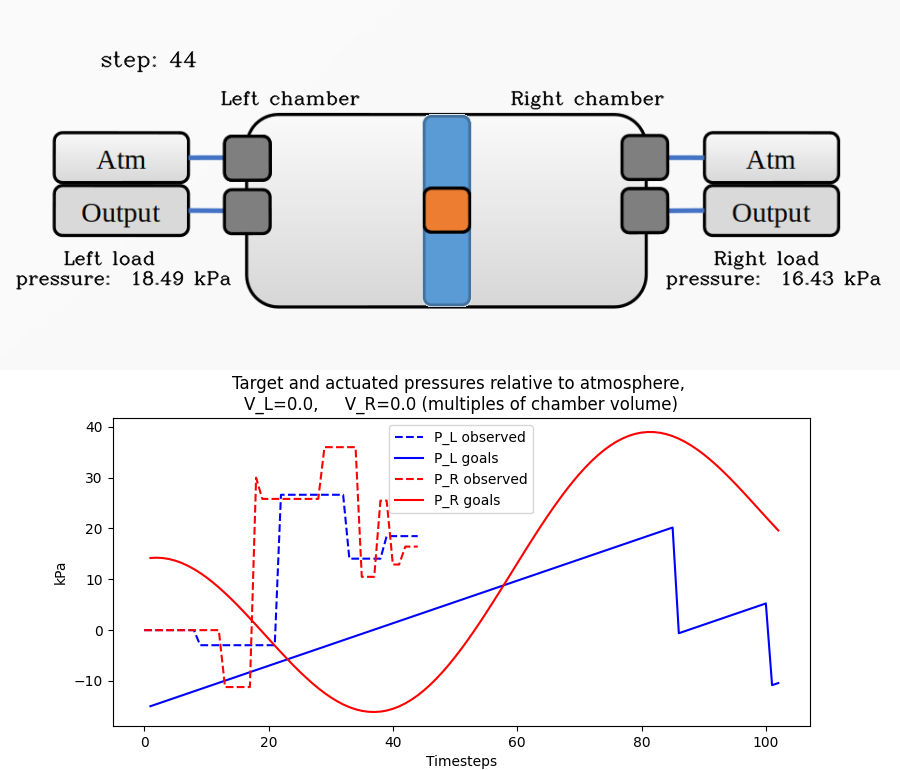 step: 44
Left chamber
Right chamber
Atm
Atm
Output
Output
Left load
pressure: 18.49 kPa
Right load
pressure: 16.43 kPa
Target and actuated pressures relative to atmosphere,
V_L=0.0, V_R=0.0 (multiples of chamber volume)
P_L observed
P_L goals
P_R observed
P_R goals
kPa
40
30
20
10
0
−10
0 20 40 60 80 100
Timesteps